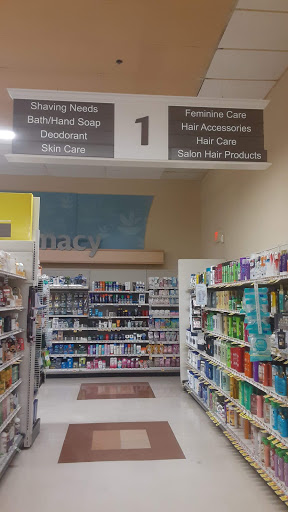 Shaving Needs
Bath/Hand Soap
Deodorant
Skin Care
1
Feminine Care
Hair Accessories
Hair Care
Salon Hair Products
macy